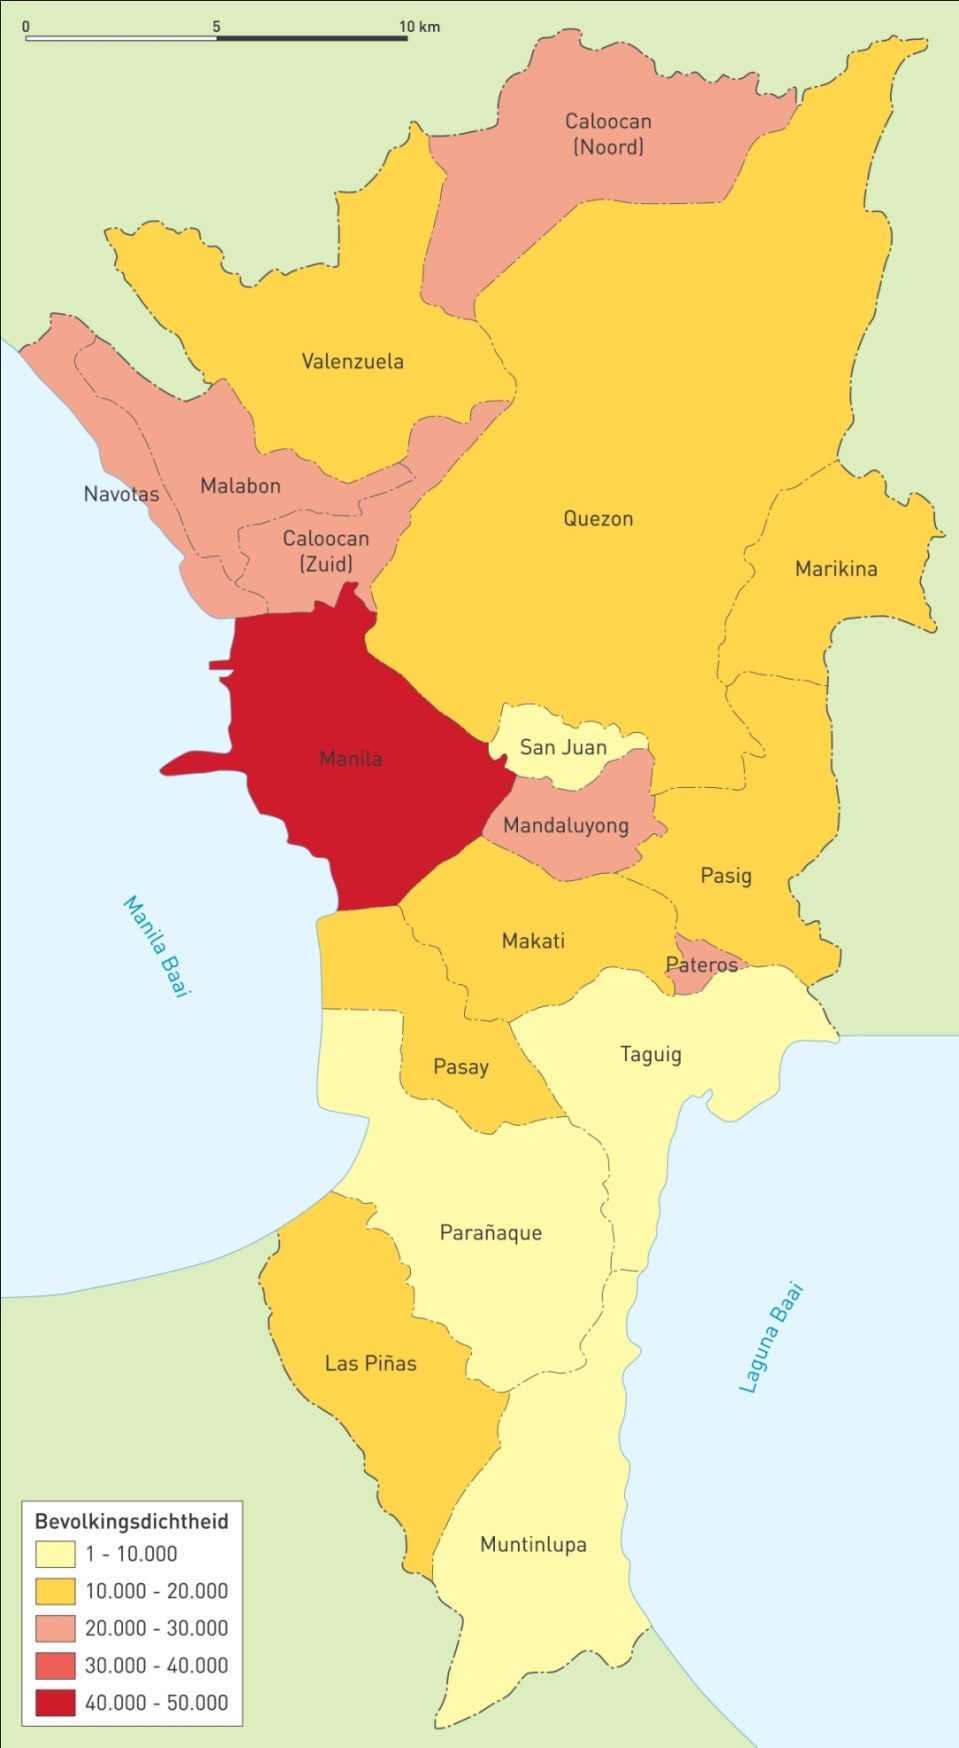 0 5 10 km
Caloocan
(Noord)
Valenzuela
Navotas
Malabon
Quezon
Caloocan
(Zuid)
Marikina
San Juan
Manila
Mandaluyong
Pasig
Manila Baai
Makati
Pateros
Taguig
Pasay
Parañaque
Laguna Baai
Las Piñas
Muntinlupa
Bevolkingsdichtheid
1 - 10.000
10.000 - 20.000
20.000 - 30.000
30.000 - 40.000
40.000 - 50.000